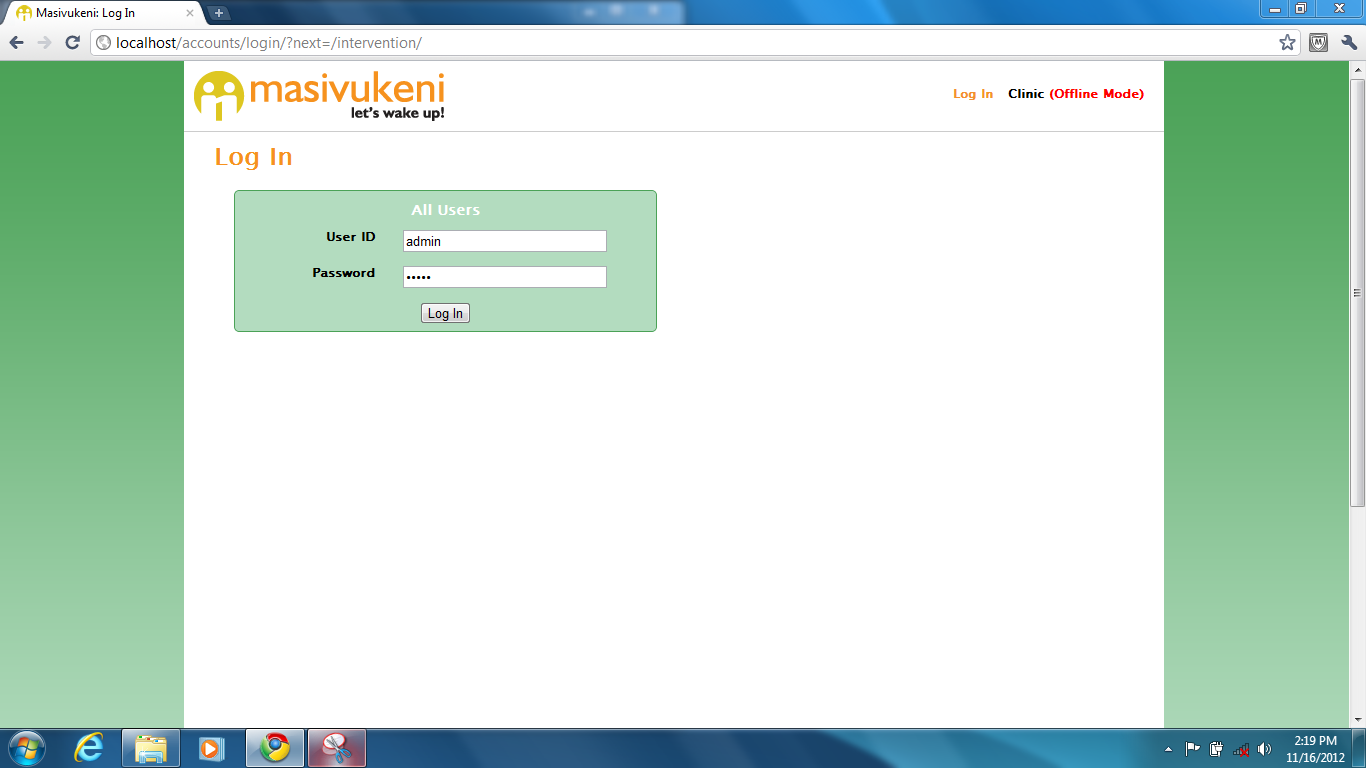 Masivukeni: Log In
localhost/accounts/login/?next=/intervention/
masivukeni
let's wake up!
Log In Clinic (Offline Mode)
Log In
All Users
User ID admin
Password •••••
Log In
2:19 PM
11/16/2012